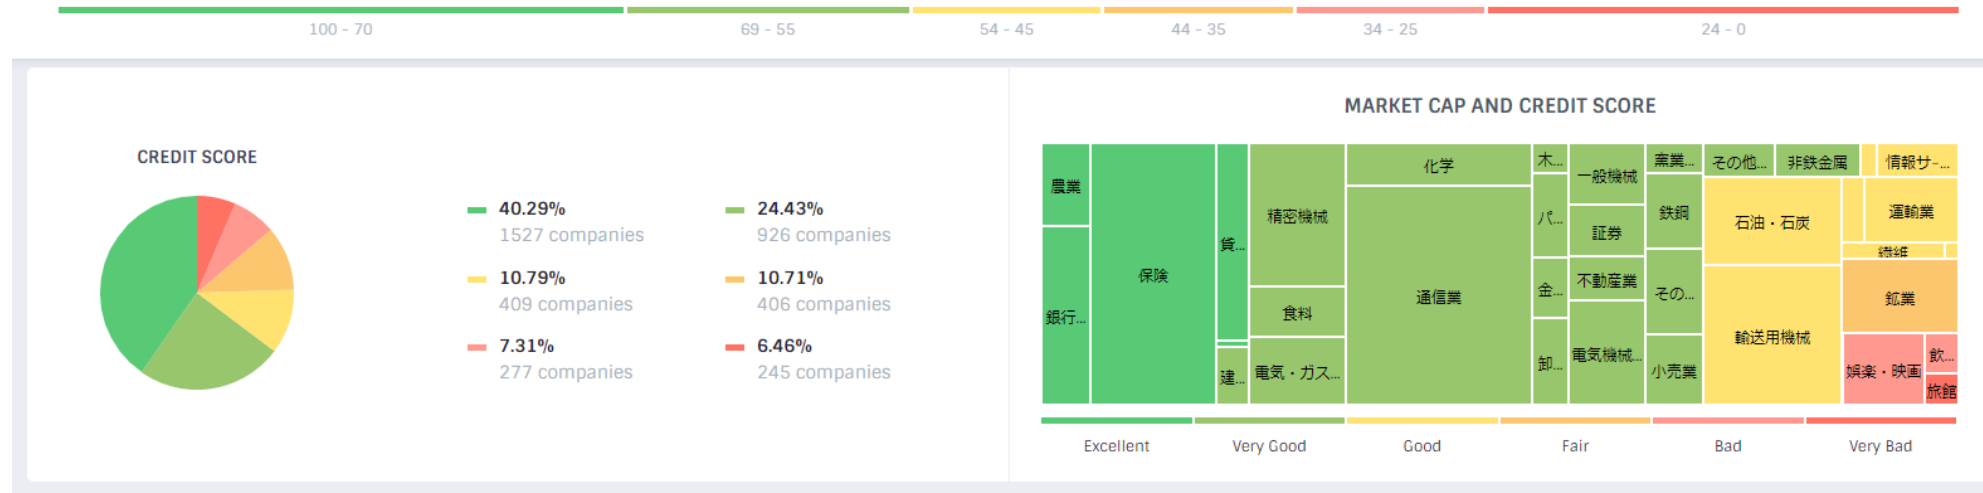 100 - 70
69 - 55
54 - 45
44 - 35
34 - 25
24 - 0
CREDIT SCORE
40.29%
1527 companies
24.43%
926 companies
10.79%
409 companies
10.71%
406 companies
7.31%
277 companies
6.46%
245 companies
MARKET CAP AND CREDIT SCORE
農業
銀行...
保険
貸...
建...
精密機械
食料
電気・ガス...
化学
通信業
木...
パ...
金...
卸...
一般機械
証券
不動産業
電気機械...
窯業...
鉄鋼
その...
小売業
その他...
非鉄金属
情報サ-...
石油・石炭
運輸業
繊維
輸送用機械
鉱業
娯楽・映画
飲...
旅館
Excellent
Very Good
Good
Fair
Bad
Very Bad